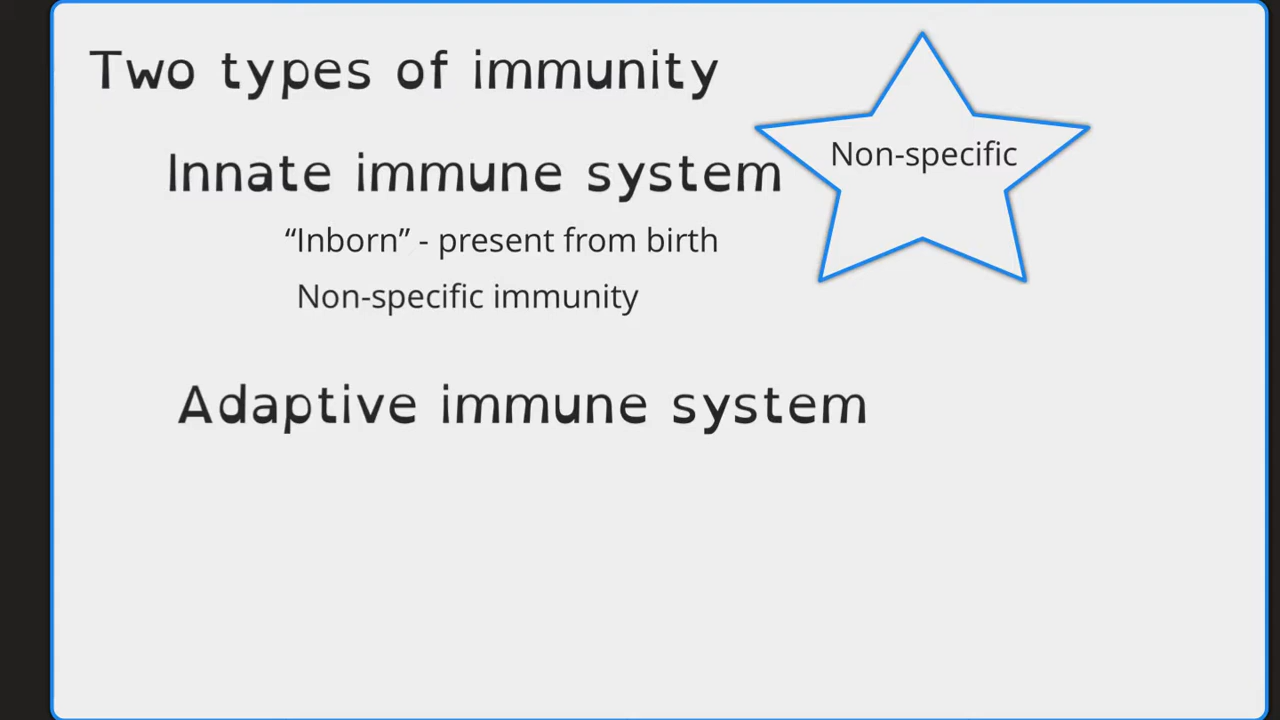 Two types of immunity
Non-specific
Innate immune system
“Inborn” - present from birth
Non-specific immunity
Adaptive immune system